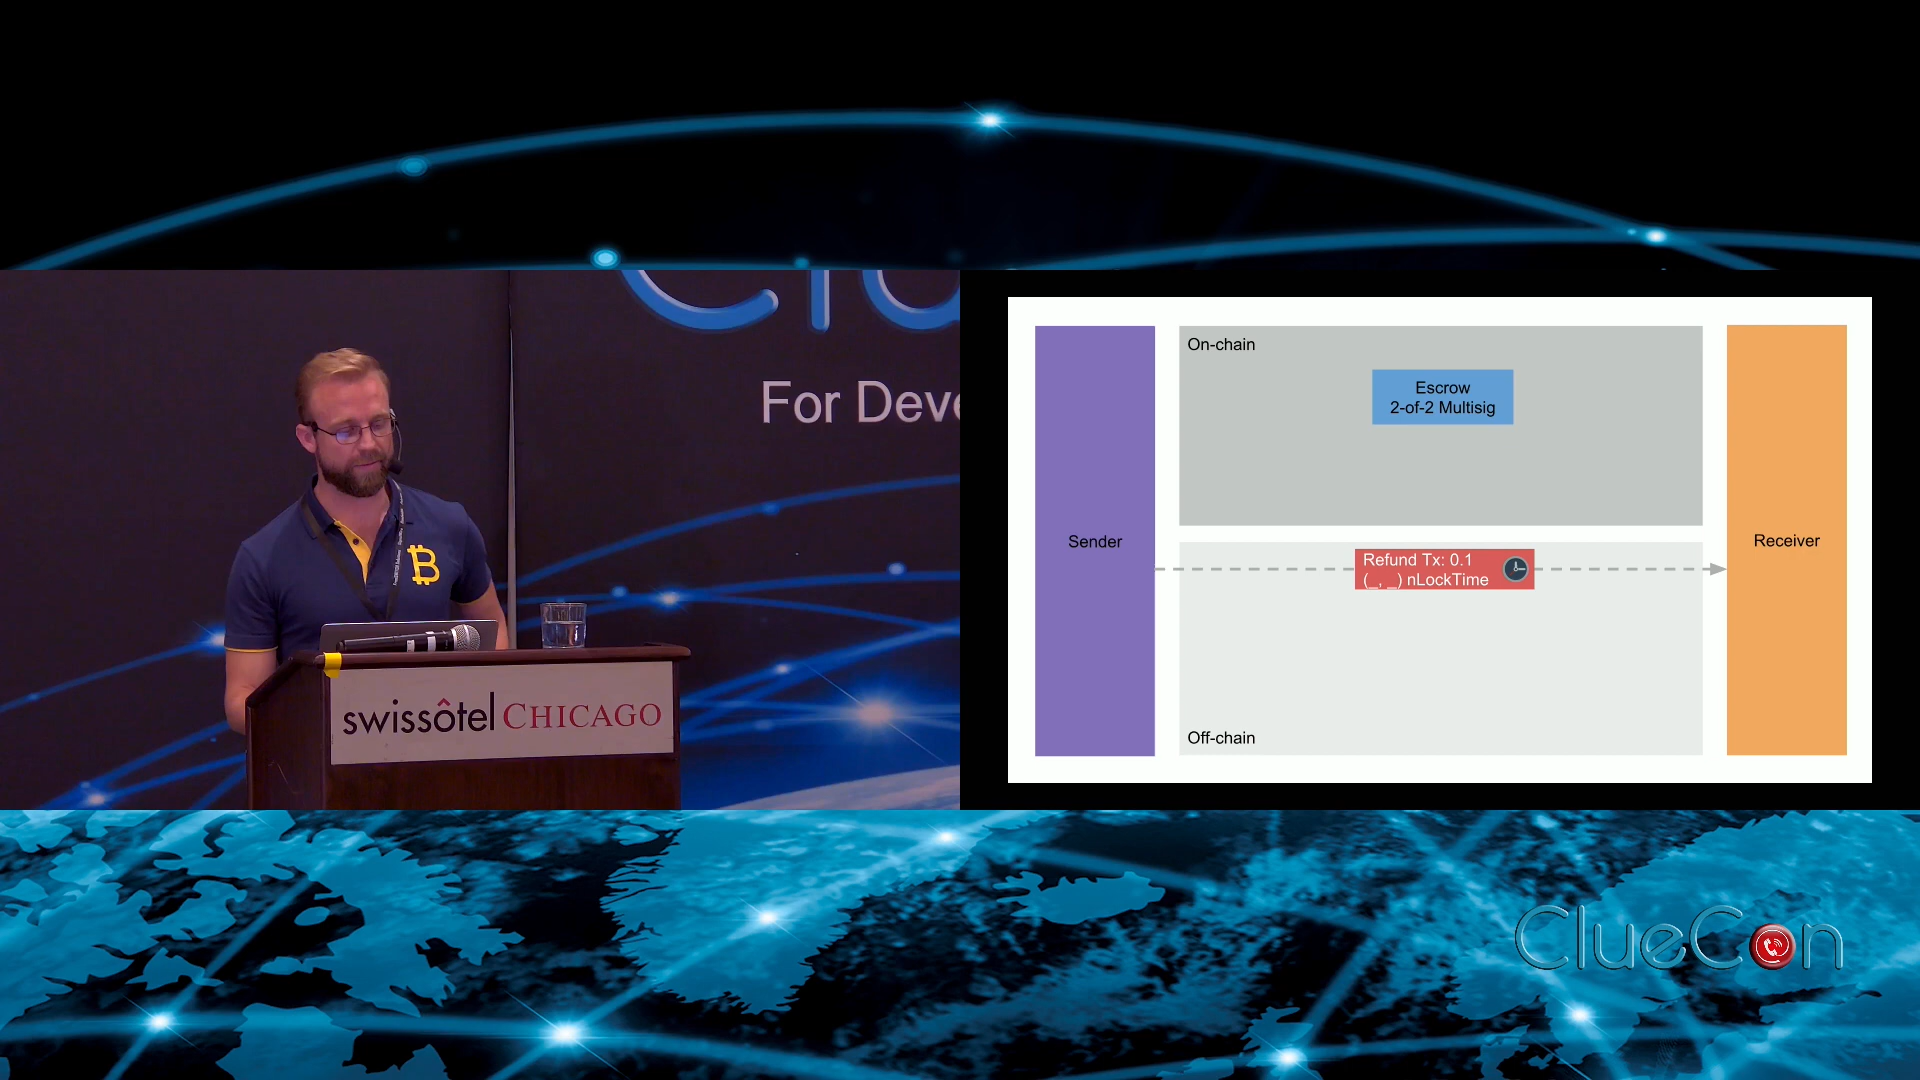 For Deve
swissôtel CHICAGO
On-chain
Escrow
2-of-2 Multisig
Sender
Refund Tx: 0.1
(_, _) nLockTime
Receiver
Off-chain
ClueCon